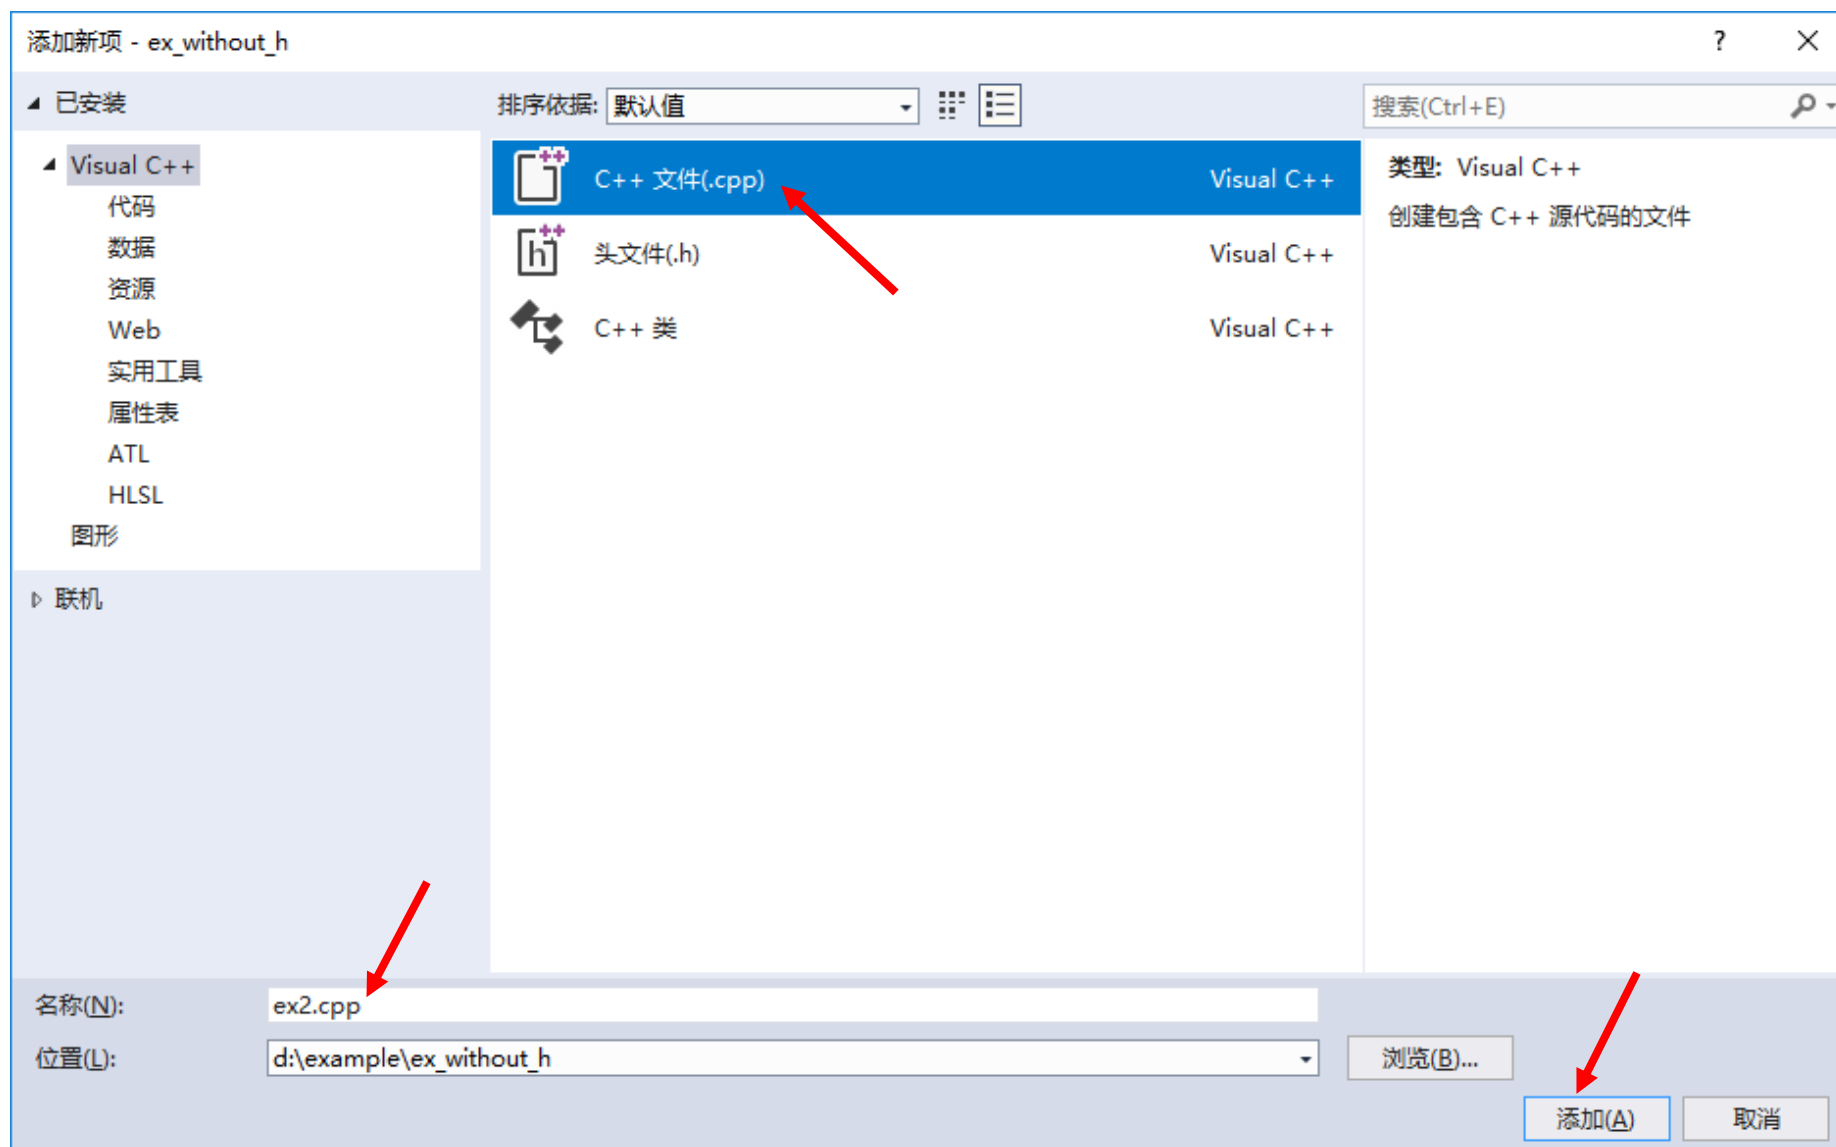 添加新项 - ex_without_h
?
已安装
排序依据: 默认值
搜索(Ctrl+E)
Visual C++
代码
数据
资源
Web
实用工具
属性表
ATL
HLSL
图形
联机
C++ 文件(.cpp) Visual C++
头文件(.h) Visual C++
C++ 类 Visual C++
类型: Visual C++
创建包含 C++ 源代码的文件
名称(N): ex2.cpp
位置(L): d:\example\ex_without_h
浏览(B)...
添加(A) 取消